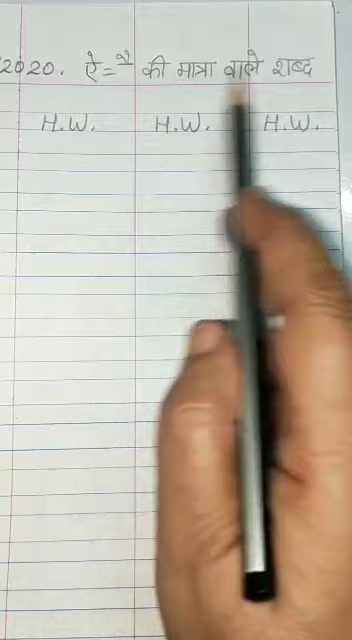 2020. ऐ = ै की मात्रा वाले शब्द
H.W. H.W. H.W.